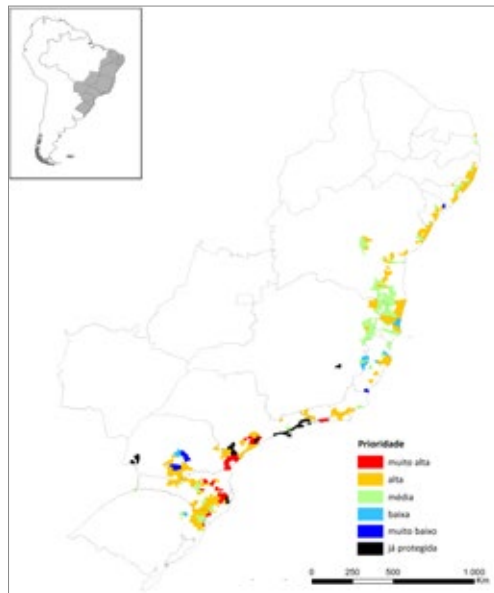 Prioridade
muito alta
alta
média
baixa
muito baixo
já protegida
0 250 500 1 000
Km